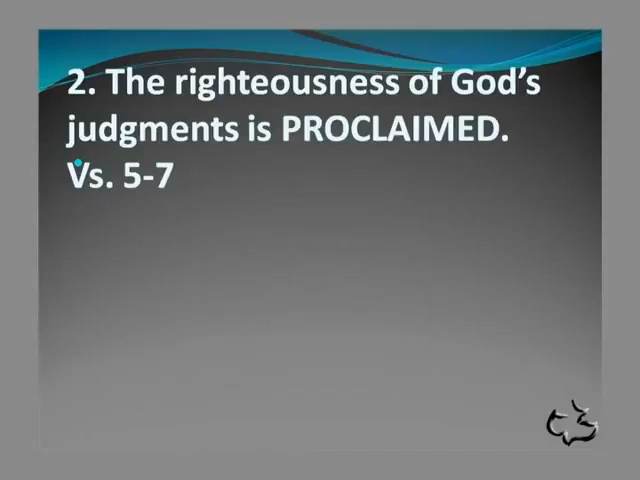 2. The righteousness of God’s
judgments is PROCLAIMED.
Vs. 5-7